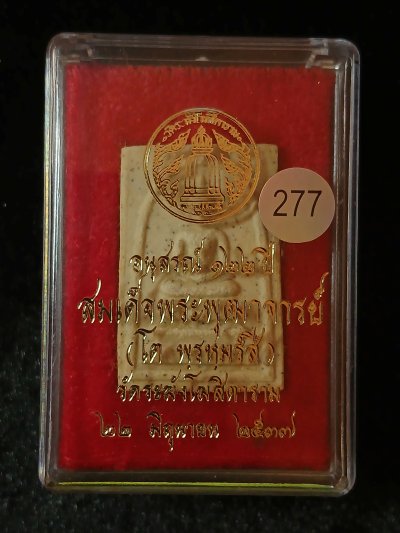 277
อนุสรณ์ ๑๒๒ ปี
สมเด็จพระพุฒาจารย์
(โต พรหมรํสี)
วัดระฆังโฆสิตาราม
๒๒ มิถุนายน ๒๕๓๗